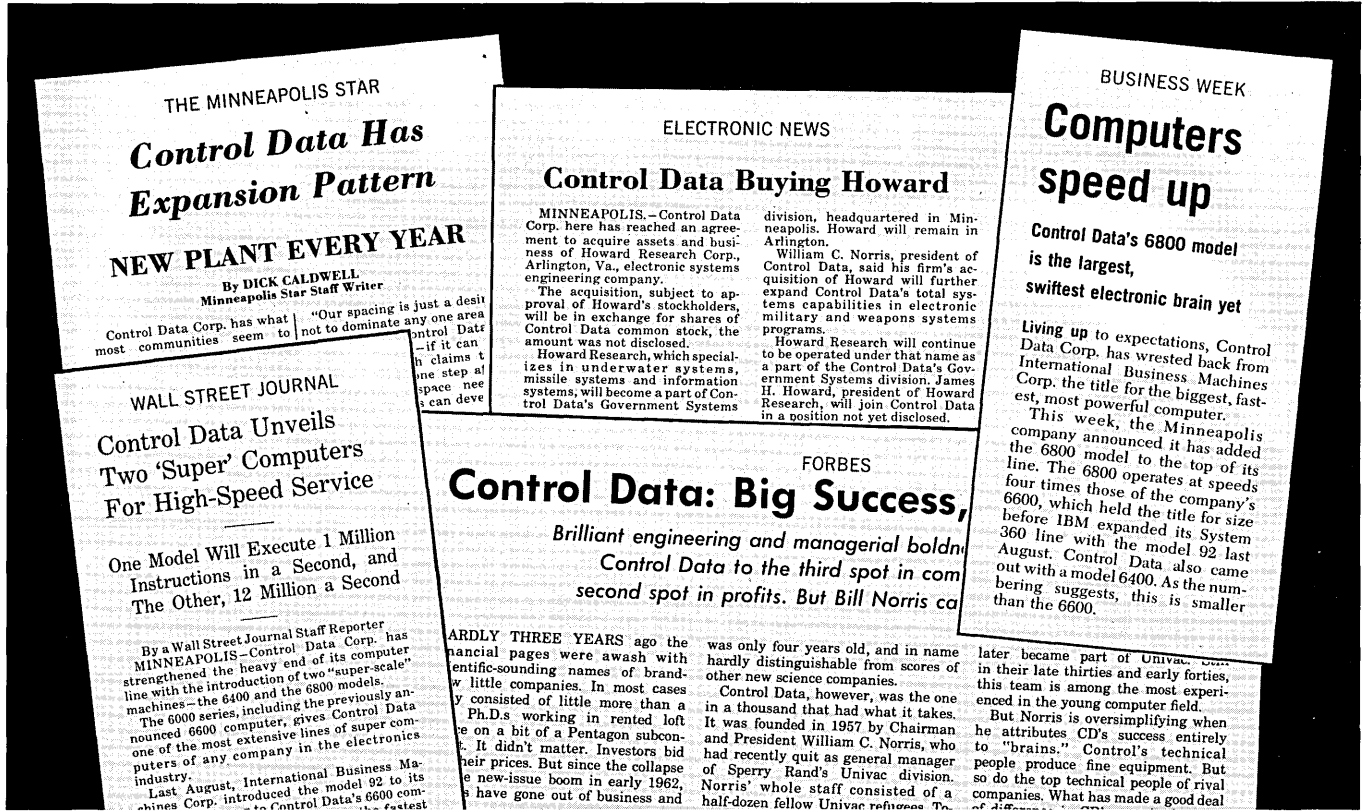 THE MINNEAPOLIS STAR
Control Data Has
Expansion Pattern
NEW PLANT EVERY YEAR
By DICK CALDWELL
Minneapolis Star Staff Writer
Control Data Corp. has what
most communities seem to
"Our spacing is just a
not to dominate any one area
—if it can
claims
step
space
can
ELECTRONIC NEWS
Control Data Buying Howard
MINNEAPOLIS.—Control Data
Corp. here has reached an agree-
ment to acquire assets and busi-
ness of Howard Research Corp.,
Arlington, Va., electronic systems
engineering company.
The acquisition, subject to ap-
proval of Howard's stockholders,
will be in exchange for shares of
Control Data common stock, the
amount was not disclosed.
Howard Research, which special-
izes in underwater systems,
missile systems and information
systems, will become a part of Con-
trol Data's Government Systems
division, headquartered in Min-
neapolis. Howard will remain in
Arlington.
William C. Norris, president of
Control Data, said his firm's ac-
quisition of Howard will further
expand Control Data's total sys-
tems capabilities in electronic
military and weapons systems
programs.
Howard Research will continue
to be operated under that name as
a part of the Control Data's Gov-
ernment Systems division. James
H. Howard, president of Howard
Research, will join Control Data
in a position not yet disclosed.
BUSINESS WEEK
Computers
speed up
Control Data's 6800 model
is the largest,
swiftest electronic brain yet
Living up to expectations, Control
Data Corp. has wrested back from
International Business Machines
Corp. the title for the biggest, fast-
est, most powerful computer.
This week, the Minneapolis
company announced it has added
the 6800 model to the top of its
line. The 6800 operates at speeds
four times those of the company's
6600, which held the title for size
before IBM expanded its System
360 line with the model 92 last
August. Control Data also came
out with a model 6400. As the num-
bering suggests, this is smaller
than the 6600.
WALL STREET JOURNAL
Control Data Unveils
Two 'Super' Computers
For High-Speed Service
One Model Will Execute 1 Million
Instructions in a Second, and
The Other, 12 Million a Second
By a Wall Street Journal Staff Reporter
MINNEAPOLIS—Control Data Corp. has
strengthened the heavy end of its computer
line with the introduction of two "super-scale"
machines—the 6400 and the 6800 models.
The 6000 series, including the previously an-
nounced 6600 computer, gives Control Data
one of the most extensive lines of super com-
puters of any company in the electronics
industry.
Last August, International Business Ma-
chines Corp. introduced the model 92 to its
to Control Data's 6600 com-
fastest
FORBES
Control Data: Big Success,
Brilliant engineering and managerial
Control Data to the third spot in
second spot in profits. But Bill Norris
ARDLY THREE YEARS ago the
nancial pages were awash with
entific-sounding names of brand-
little companies. In most cases
consisted of little more than a
Ph.D.s working in rented loft
on a bit of a Pentagon subcon-
It didn't matter. Investors bid
heir prices. But since the collapse
new-issue boom in early 1962,
have gone out of business and
was only four years old, and in name
hardly distinguishable from scores of
other new science companies.
Control Data, however, was the one
in a thousand that had what it takes.
It was founded in 1957 by Chairman
and President William C. Norris, who
had recently quit as general manager
of Sperry Rand's Univac division.
Norris' whole staff consisted of a
half-dozen fellow Univac refugees. To-
later became part of Univac. Still
in their late thirties and early forties,
this team is among the most experi-
enced in the young computer field.
But Norris is oversimplifying when
he attributes CD's success entirely
to "brains." Control's technical
people produce fine equipment. But
so do the top technical people of rival
companies. What has made a good deal